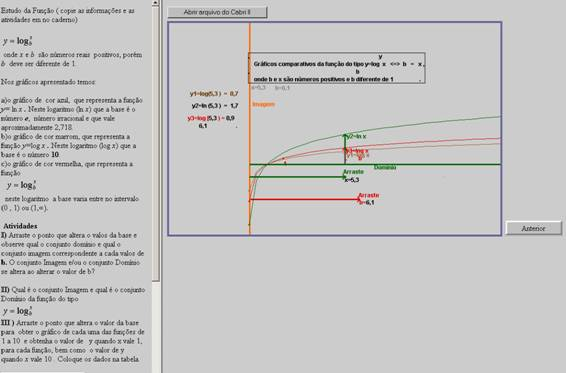 Estudo da Função ( copie as informações e as
atividades em no caderno)
y = log x b
onde x e b são números reais positivos, porém
b deve ser diferente de 1.
Nos gráficos apresentado temos:
a)o gráfico de cor azul, que representa a função
y= ln x . Neste logaritmo (ln x) que a base é o
número e, número irracional e que vale
aproximadamente 2,718.
b)o gráfico de cor marrom, que representa a
função y=log x . Neste logaritmo (log x) que a
base é o número 10.
c)o gráfico de cor vermelha, que representa a
função
y = log x b
neste logaritmo a base varia entre no intervalo
(0 , 1) ou (1,∞).
Atividades
I) Arraste o ponto que altera o valos da base e
observe qual o conjunto domínio e qual o
conjunto imagem correspondente a cada valos de
b. O conjunto Imagem e/ou o conjunto Domínio
se altera ao alterar o valor de b?
II) Qual é o conjunto Imagem e qual é o conjunto
Domínio da função do tipo
y = log x b
III ) Arraste o ponto que altera o valor da base
para obter o gráfico de cada uma das funções de
1 a 10 e obtenha o valor de y quando x vale 1,
para cada função, bem como o valor de y
quando x vale 10 . Coloque os dados na tabela
Abrir arquivo do Cabri II
y
Gráficos comparativos da função do tipo y=log x <=> b = x,
b
onde b e x são números positivos e b diferente de 1 .
x=5,3 b=6,1
y1=log(5,3 ) = 0,7
y2=ln (5,3 ) = 1,7
y3=log (5,3 ) = 0,9
6,1 .
Imagem
y2=ln x
y3=log x
b
y1=log x
Domínio
Arraste
x=5,3
Arraste
b=6,1
Anterior